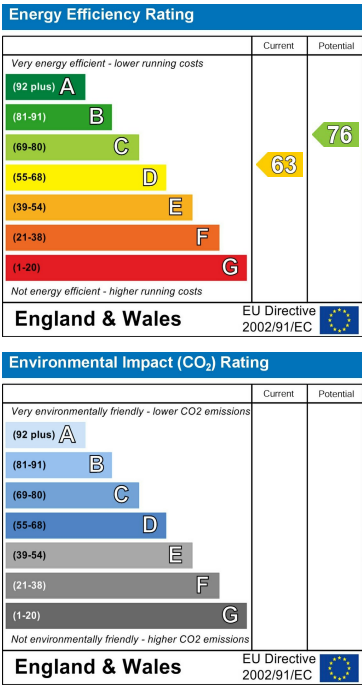 Energy Efficiency Rating
Current Potential
Very energy efficient - lower running costs
(92 plus) A
(81-91) B
(69-80) C
(55-68) D
(39-54) E
(21-38) F
(1-20) G
63
76
Not energy efficient - higher running costs
England & Wales
EU Directive
2002/91/EC
Environmental Impact (CO₂) Rating
Current Potential
Very environmentally friendly - lower CO2 emissions
(92 plus) A
(81-91) B
(69-80) C
(55-68) D
(39-54) E
(21-38) F
(1-20) G
Not environmentally friendly - higher CO2 emissions
England & Wales
EU Directive
2002/91/EC